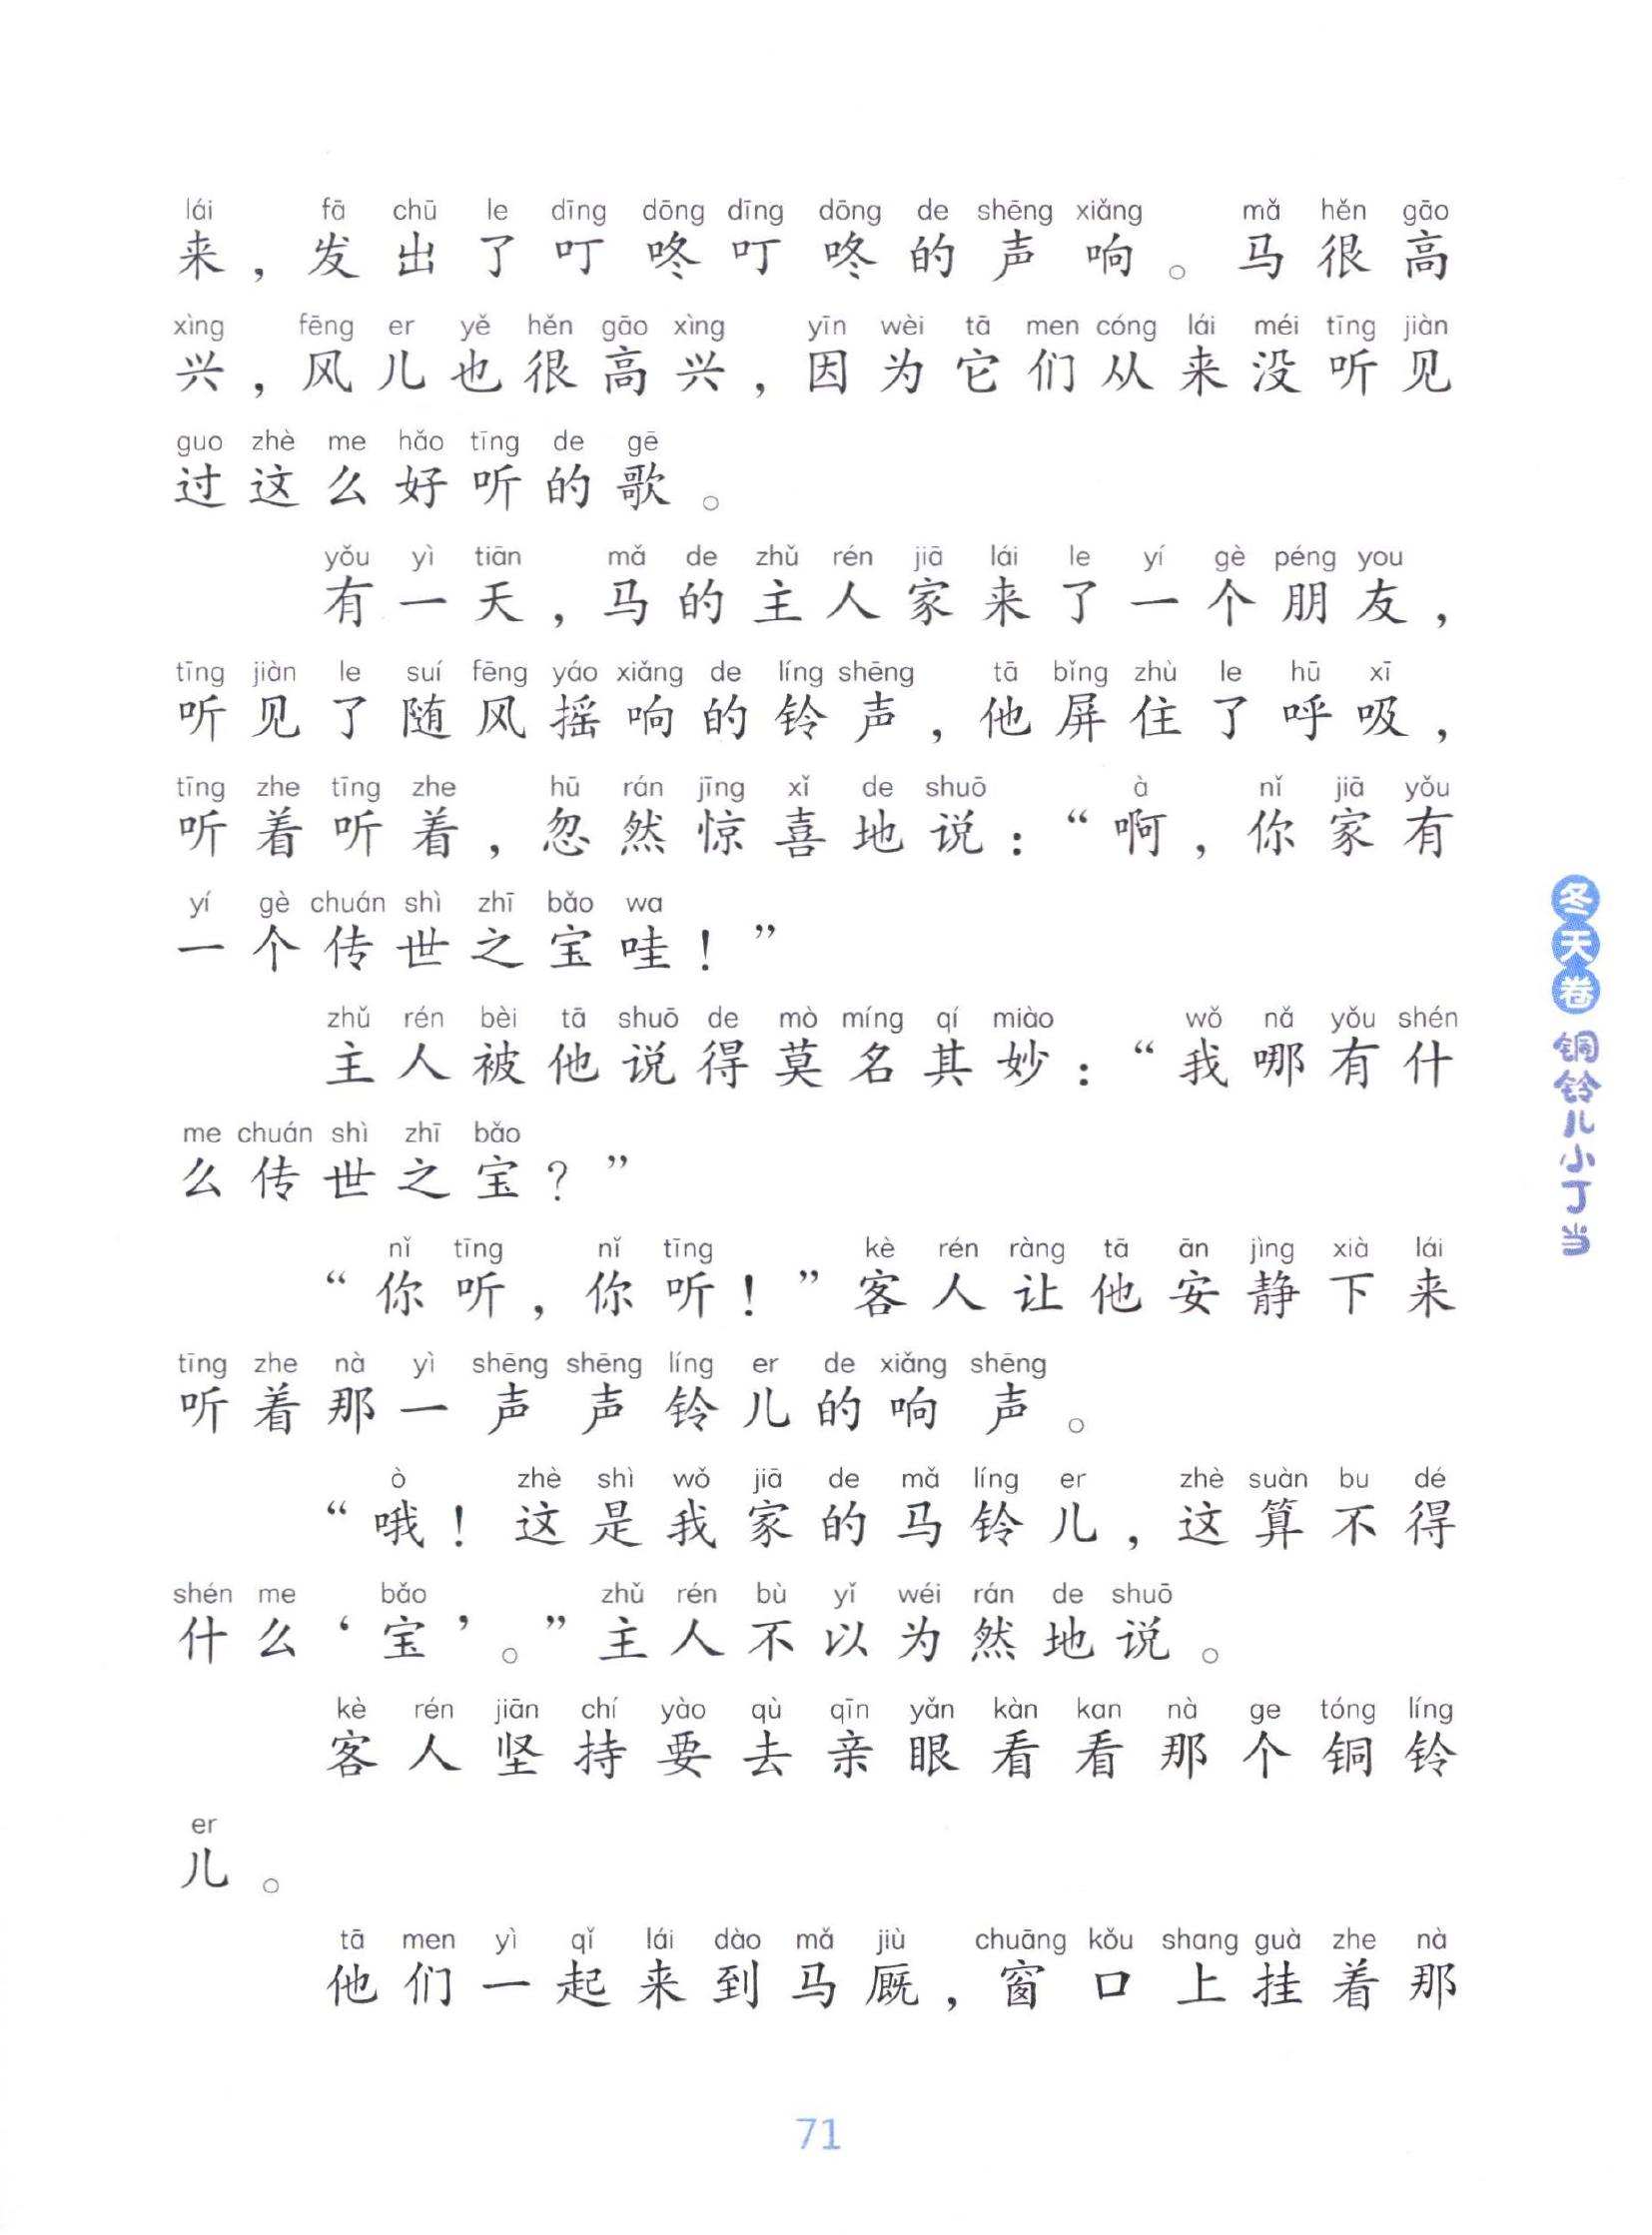 lái fā chū le dīng dōng dīng dōng de shēng xiǎng mǎ hěn gāo
来，发出了叮咚叮咚的声响。马很高
xìng fēng er yě hěn gāo xìng yīn wèi tā men cóng lái méi tīng jiàn
兴，风儿也很高兴，因为它们从来没听见
guo zhè me hǎo tīng de gē
过这么好听的歌。
yǒu yì tiān mǎ de zhǔ rén jiā lái le yí gè péng you
有一天，马的主人家来了一个朋友，
tīng jiàn le suí fēng yáo xiǎng de líng shēng tā bǐng zhù le hū xī
听见了随风摇响的铃声，他屏住了呼吸，
tīng zhe tīng zhe hū rán jīng xǐ de shuō à nǐ jiā yǒu
听着听着，忽然惊喜地说：“啊，你家有
yí gè chuán shì zhī bǎo wa
一个传世之宝哇！”
zhǔ rén bèi tā shuō de mò míng qí miào wǒ nǎ yǒu shén
主人被他说得莫名其妙：“我哪有什
me chuán shì zhī bǎo
么传世之宝？”
nǐ tīng nǐ tīng kè rén ràng tā ān jìng xià lái
“你听，你听！”客人让他安静下来
tīng zhe nà yì shēng shēng líng er de xiǎng shēng
听着那一声声铃儿的响声。
ò zhè shì wǒ jiā de mǎ líng er zhè suàn bu dé
“哦！这是我家的马铃儿，这算不得
shén me bǎo zhǔ rén bù yǐ wéi rán de shuō
什么‘宝’。”主人不以为然地说。
kè rén jiān chí yào qù qīn yǎn kàn kan nà ge tóng líng
客人坚持要去亲眼看看那个铜铃
er
儿。
tā men yì qǐ lái dào mǎ jiù chuāng kǒu shang guà zhe nà
他们一起来到马厩，窗口上挂着那
冬天卷 铜铃儿小丁当
71